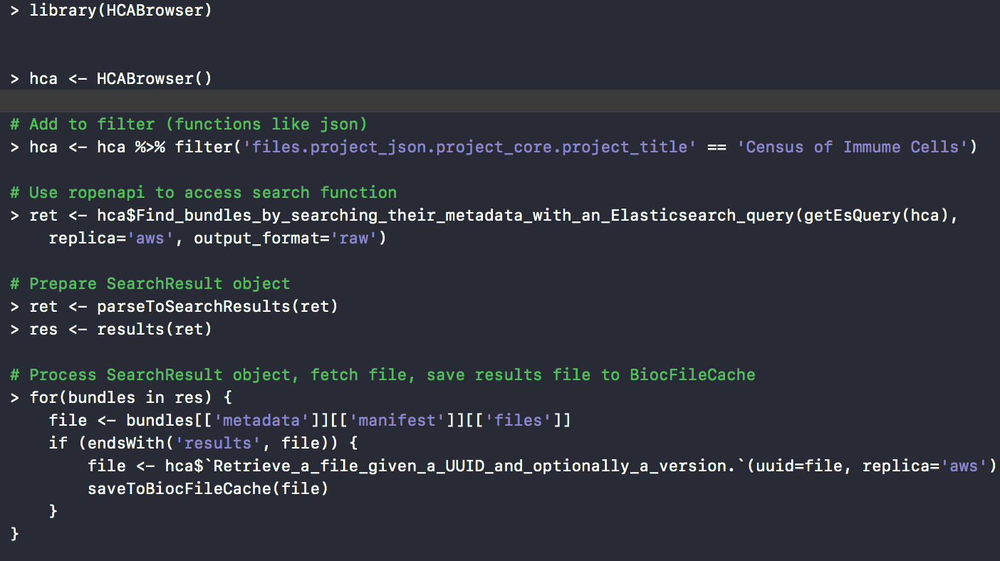 > library(HCABrowser)
> hca <- HCABrowser()
# Add to filter (functions like json)
> hca <- hca %>% filter('files.project_json.project_core.project_title' == 'Census of Immume Cells')
# Use ropenapi to access search function
> ret <- hca$Find_bundles_by_searching_their_metadata_with_an_Elasticsearch_query(getEsQuery(hca),
replica='aws', output_format='raw')
# Prepare SearchResult object
> ret <- parseToSearchResults(ret)
> res <- results(ret)
# Process SearchResult object, fetch file, save results file to BiocFileCache
> for(bundles in res) {
file <- bundles[['metadata']][['manifest']][['files']]
if (endsWith('results', file)) {
file <- hca$`Retrieve_a_file_given_a_UUID_and_optionally_a_version.`(uuid=file, replica='aws')
saveToBiocFileCache(file)
}
}